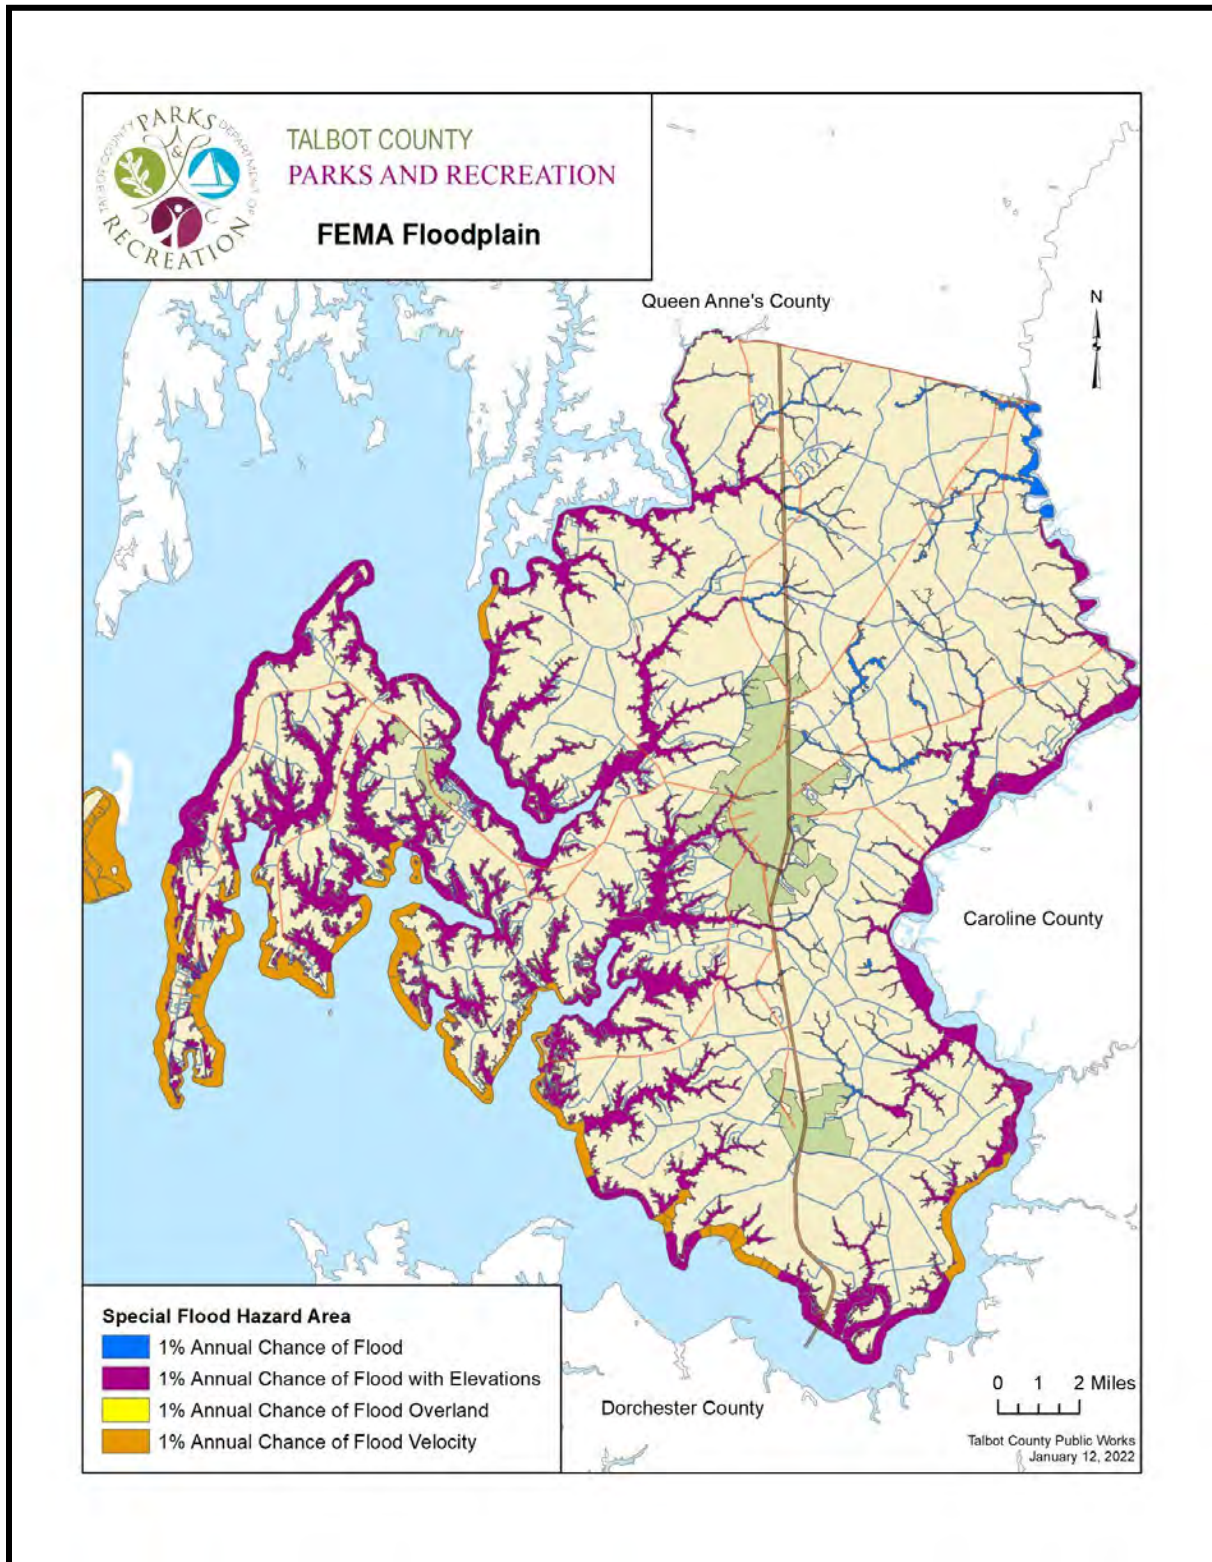 TALBOT COUNTY PARKS & RECREATION DEPARTMENT OF
TALBOT COUNTY
PARKS AND RECREATION
FEMA Floodplain
Queen Anne's County
N
Caroline County
Special Flood Hazard Area
1% Annual Chance of Flood
1% Annual Chance of Flood with Elevations
1% Annual Chance of Flood Overland
1% Annual Chance of Flood Velocity
Dorchester County
0 1 2 Miles
Talbot County Public Works
January 12, 2022